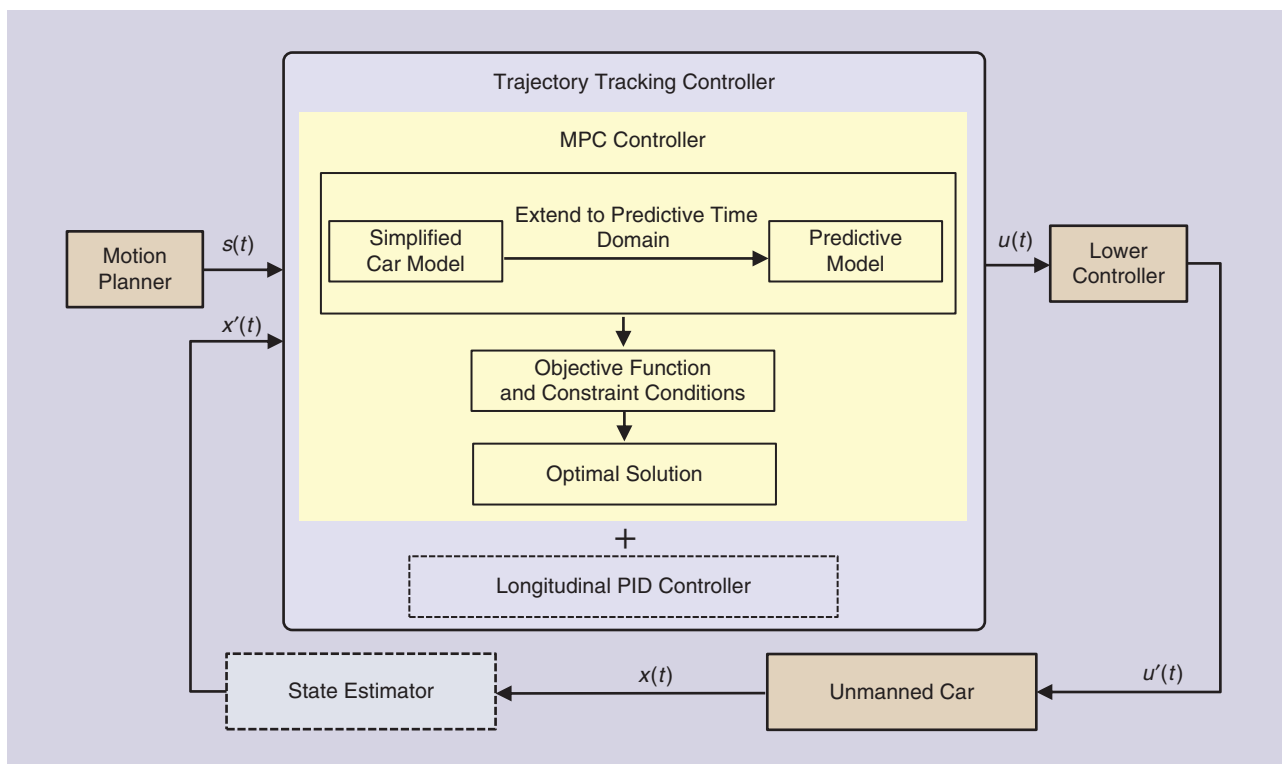 Trajectory Tracking Controller
MPC Controller
Extend to Predictive Time
Domain
Simplified
Car Model
Predictive
Model
Motion
Planner
s(t)
x′(t)
u(t)
Lower
Controller
Objective Function
and Constraint Conditions
Optimal Solution
+
Longitudinal PID Controller
State Estimator
x(t)
Unmanned Car
u′(t)